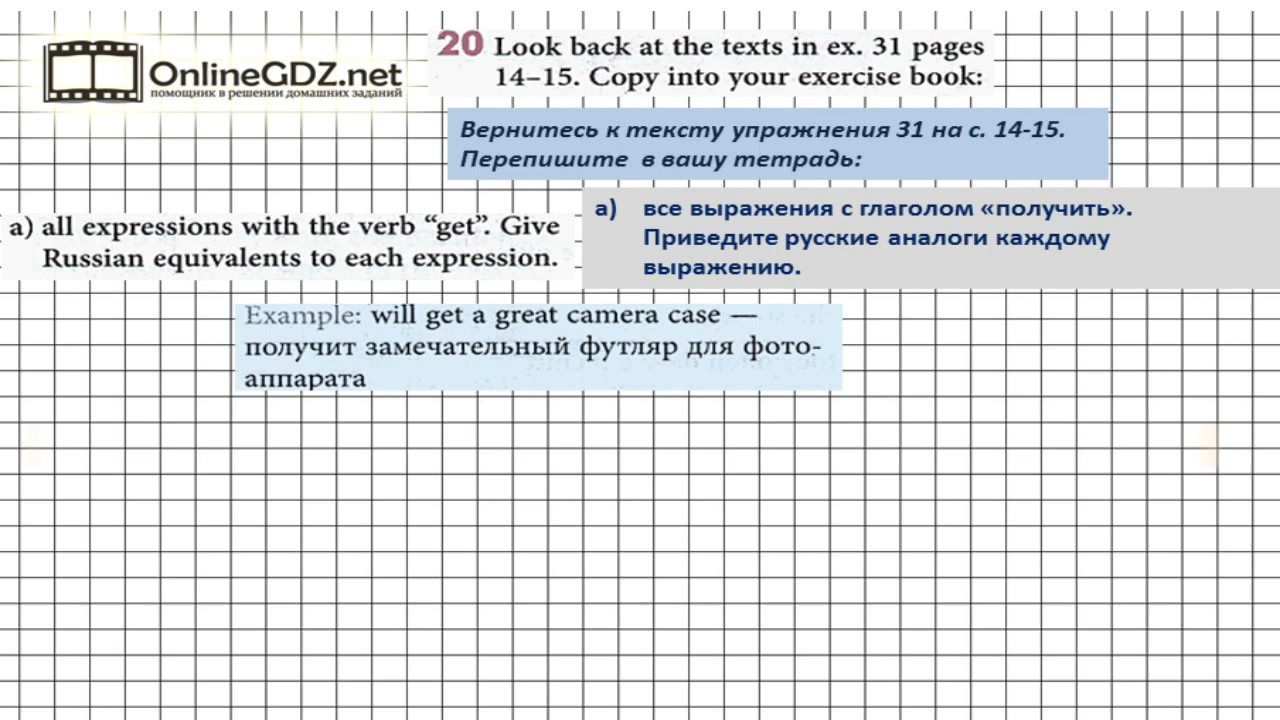 OnlineGDZ.net
помощник в решении домашних заданий
20 Look back at the texts in ex. 31 pages
14–15. Copy into your exercise book:
Вернитесь к тексту упражнения 31 на с. 14-15.
Перепишите в вашу тетрадь:
a) all expressions with the verb “get”. Give
Russian equivalents to each expression.
а) все выражения с глаголом «получить».
Приведите русские аналоги каждому
выражению.
Example: will get a great camera case —
получит замечательный футляр для фото-
аппарата